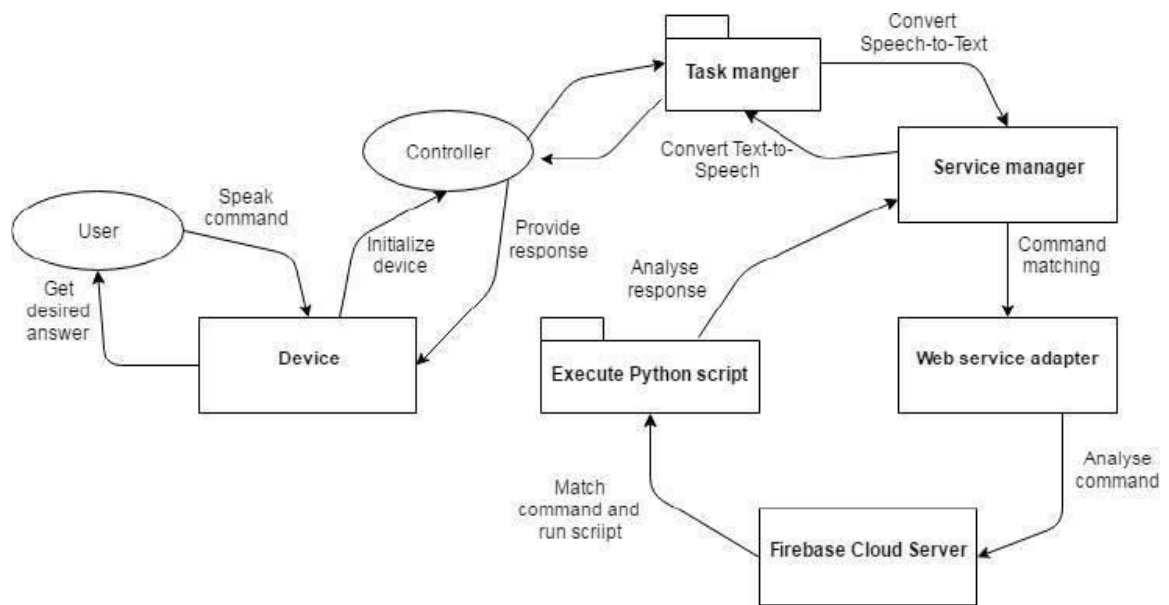 Convert
Speech-to-Text
Task manger
Controller
Convert Text-to-
Speech
Service manager
Speak
command
User
Initialize
device
Provide
response
Command
matching
Get
desired
answer
Analyse
response
Device
Execute Python script
Web service adapter
Analyse
command
Match
command and
run scriipt
Firebase Cloud Server